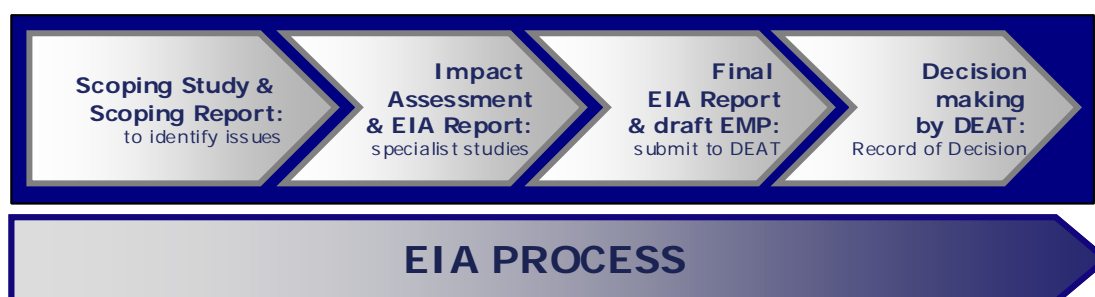 Scoping Study &
Scoping Report:
to identify issues
Impact
Assessment
& EIA Report:
specialist studies
Final
EIA Report
& draft EMP:
submit to DEAT
Decision
making
by DEAT:
Record of Decision
EIA PROCESS